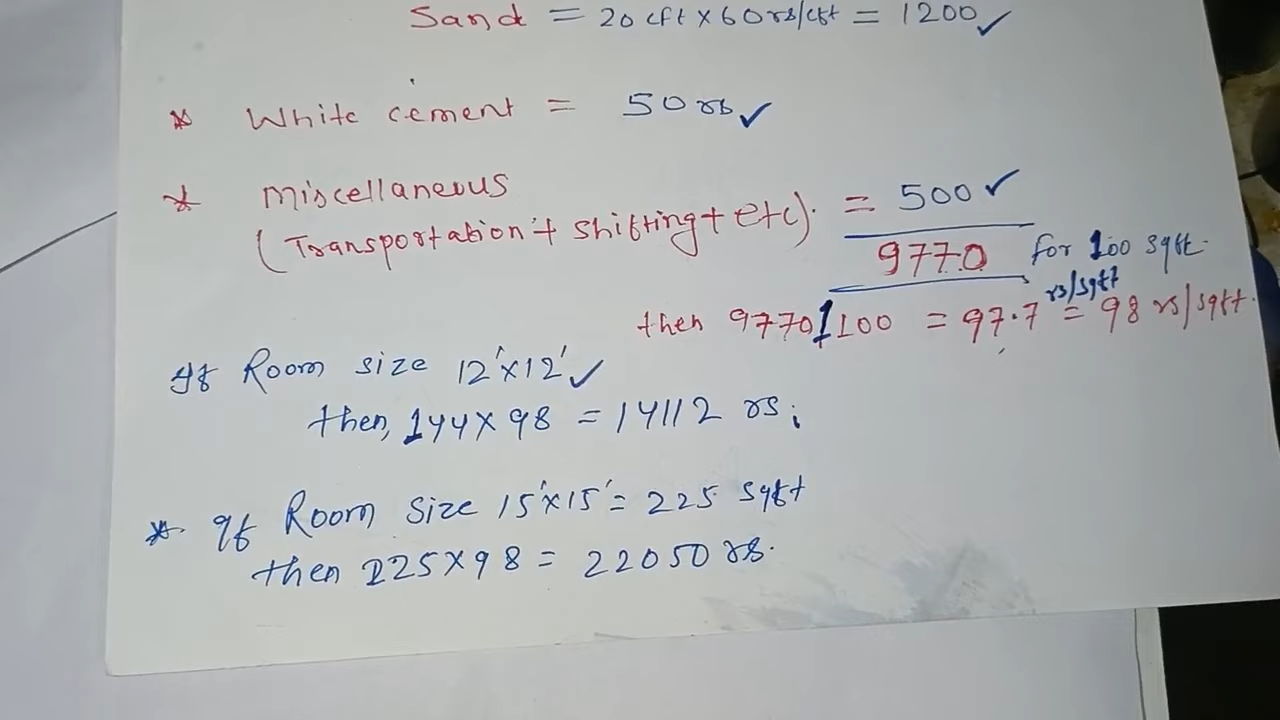 Sand = 20 cft x 60 rs/cft = 1200 ✓
* White cement = 50 rs ✓
* Miscellaneous
(Transportation + Shifting + etc). = 500 ✓
9770 for 100 sqft.
then 9770/100 = 97.7 rs/sqft = 98 rs/sqft.
If Room size 12'x12' ✓
then, 144 x 98 = 14112 rs.
* If Room size 15'x15' = 225 sqft
then 225 x 98 = 22050 rs.